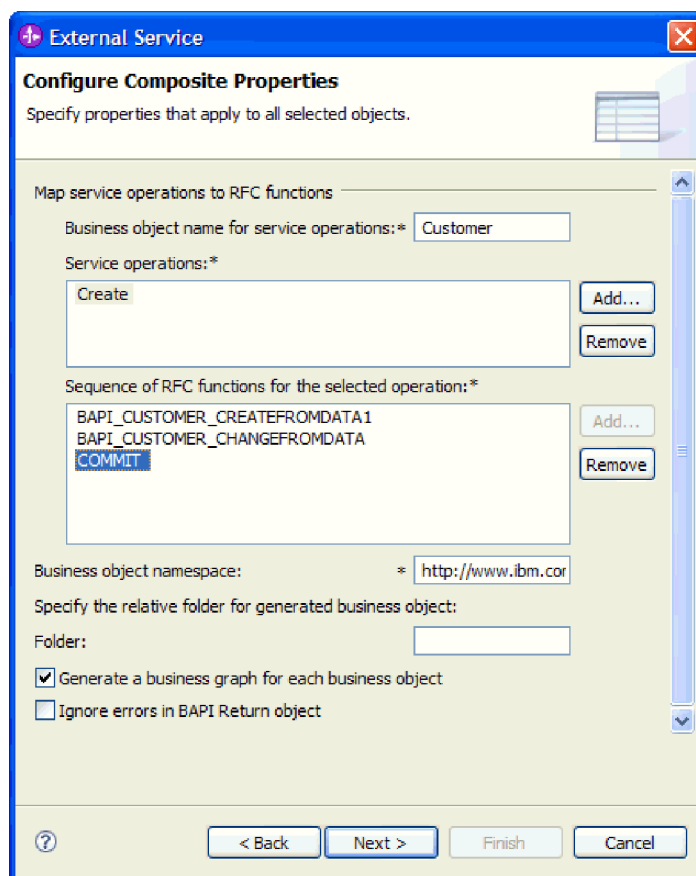 External Service
Configure Composite Properties
Specify properties that apply to all selected objects.
Map service operations to RFC functions
Business object name for service operations:* Customer
Service operations:*
Create
Add...
Remove
Sequence of RFC functions for the selected operation:*
BAPI_CUSTOMER_CREATEFROMDATA1
BAPI_CUSTOMER_CHANGEFROMDATA
COMMIT
Add...
Remove
Business object namespace: * http://www.ibm.cor
Specify the relative folder for generated business object:
Folder:
Generate a business graph for each business object
Ignore errors in BAPI Return object
? < Back Next > Finish Cancel